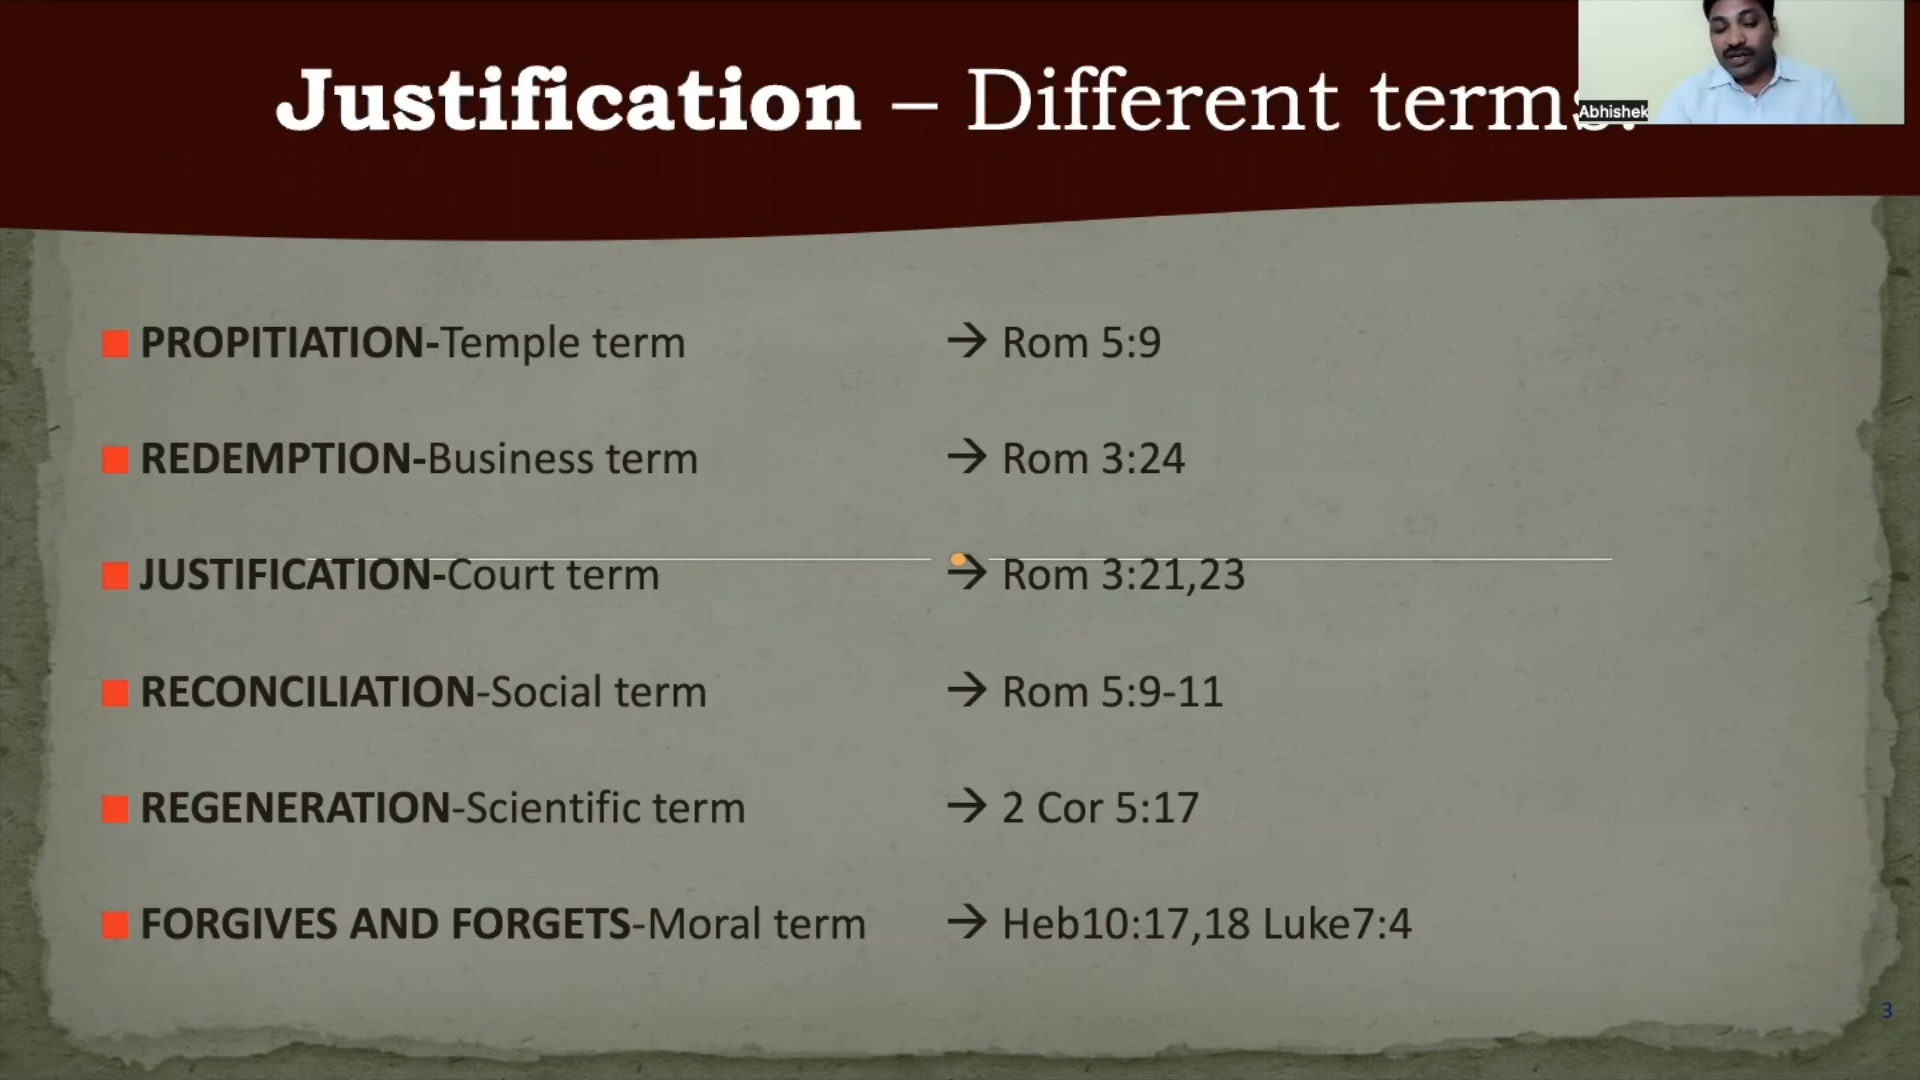 Justification – Different terms.
Abhishek
PROPITIATION-Temple term → Rom 5:9
REDEMPTION-Business term → Rom 3:24
JUSTIFICATION-Court term → Rom 3:21,23
RECONCILIATION-Social term → Rom 5:9-11
REGENERATION-Scientific term → 2 Cor 5:17
FORGIVES AND FORGETS-Moral term → Heb10:17,18 Luke7:4
3